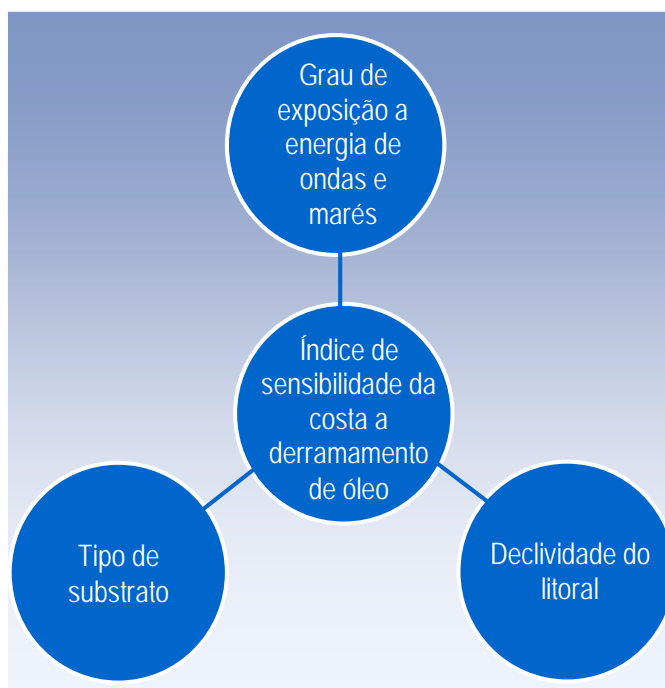 Grau de
exposição a
energia de
ondas e
marés
Índice de
sensibilidade da
costa a
derramamento
de óleo
Tipo de
substrato
Declividade do
litoral